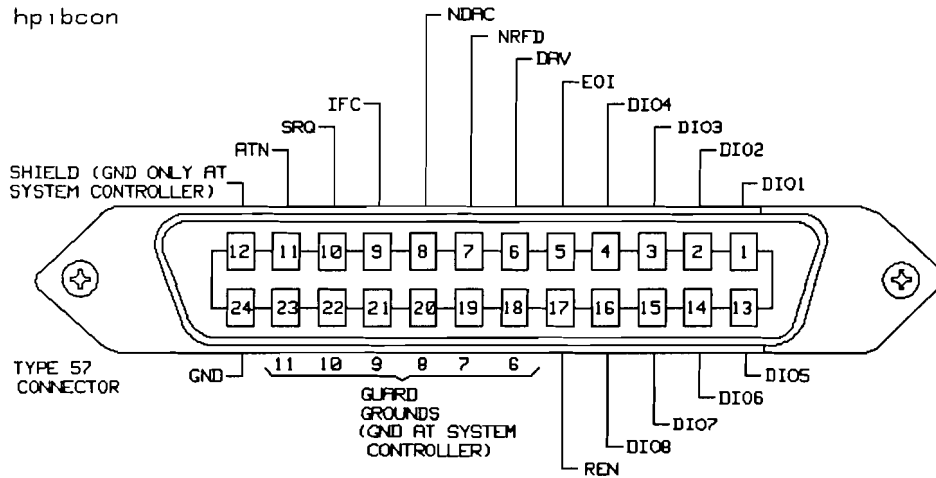 hpibcon
NDAC
NRFD
DAV
EOI
IFC
DIO4
SRQ
DIO3
ATN
DIO2
SHIELD (GND ONLY AT
SYSTEM CONTROLLER)
DIO1
12 11 10 9 8 7 6 5 4 3 2 1
24 23 22 21 20 19 18 17 16 15 14 13
TYPE 57
CONNECTOR
GND
11 10 9 8 7 6
DIO5
GUARD
GROUNDS
(GND AT SYSTEM
CONTROLLER)
DIO6
DIO7
DIO8
REN